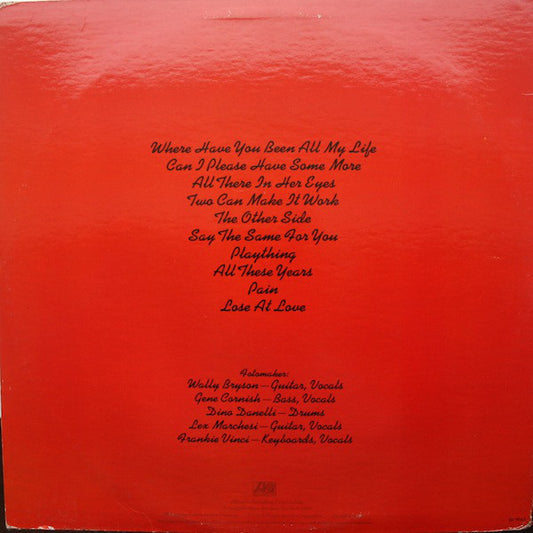 Where Have You Been All My Life
Can I Please Have Some More
All There In Her Eyes
Two Can Make It Work
The Other Side
Say The Same For You
Plaything
All These Years
Pain
Lose At Love
Fotomaker:
Wally Bryson—Guitar, Vocals
Gene Cornish—Bass, Vocals
Dino Danelli—Drums
Lex Marchesi—Guitar, Vocals
Frankie Vinci—Keyboards, Vocals